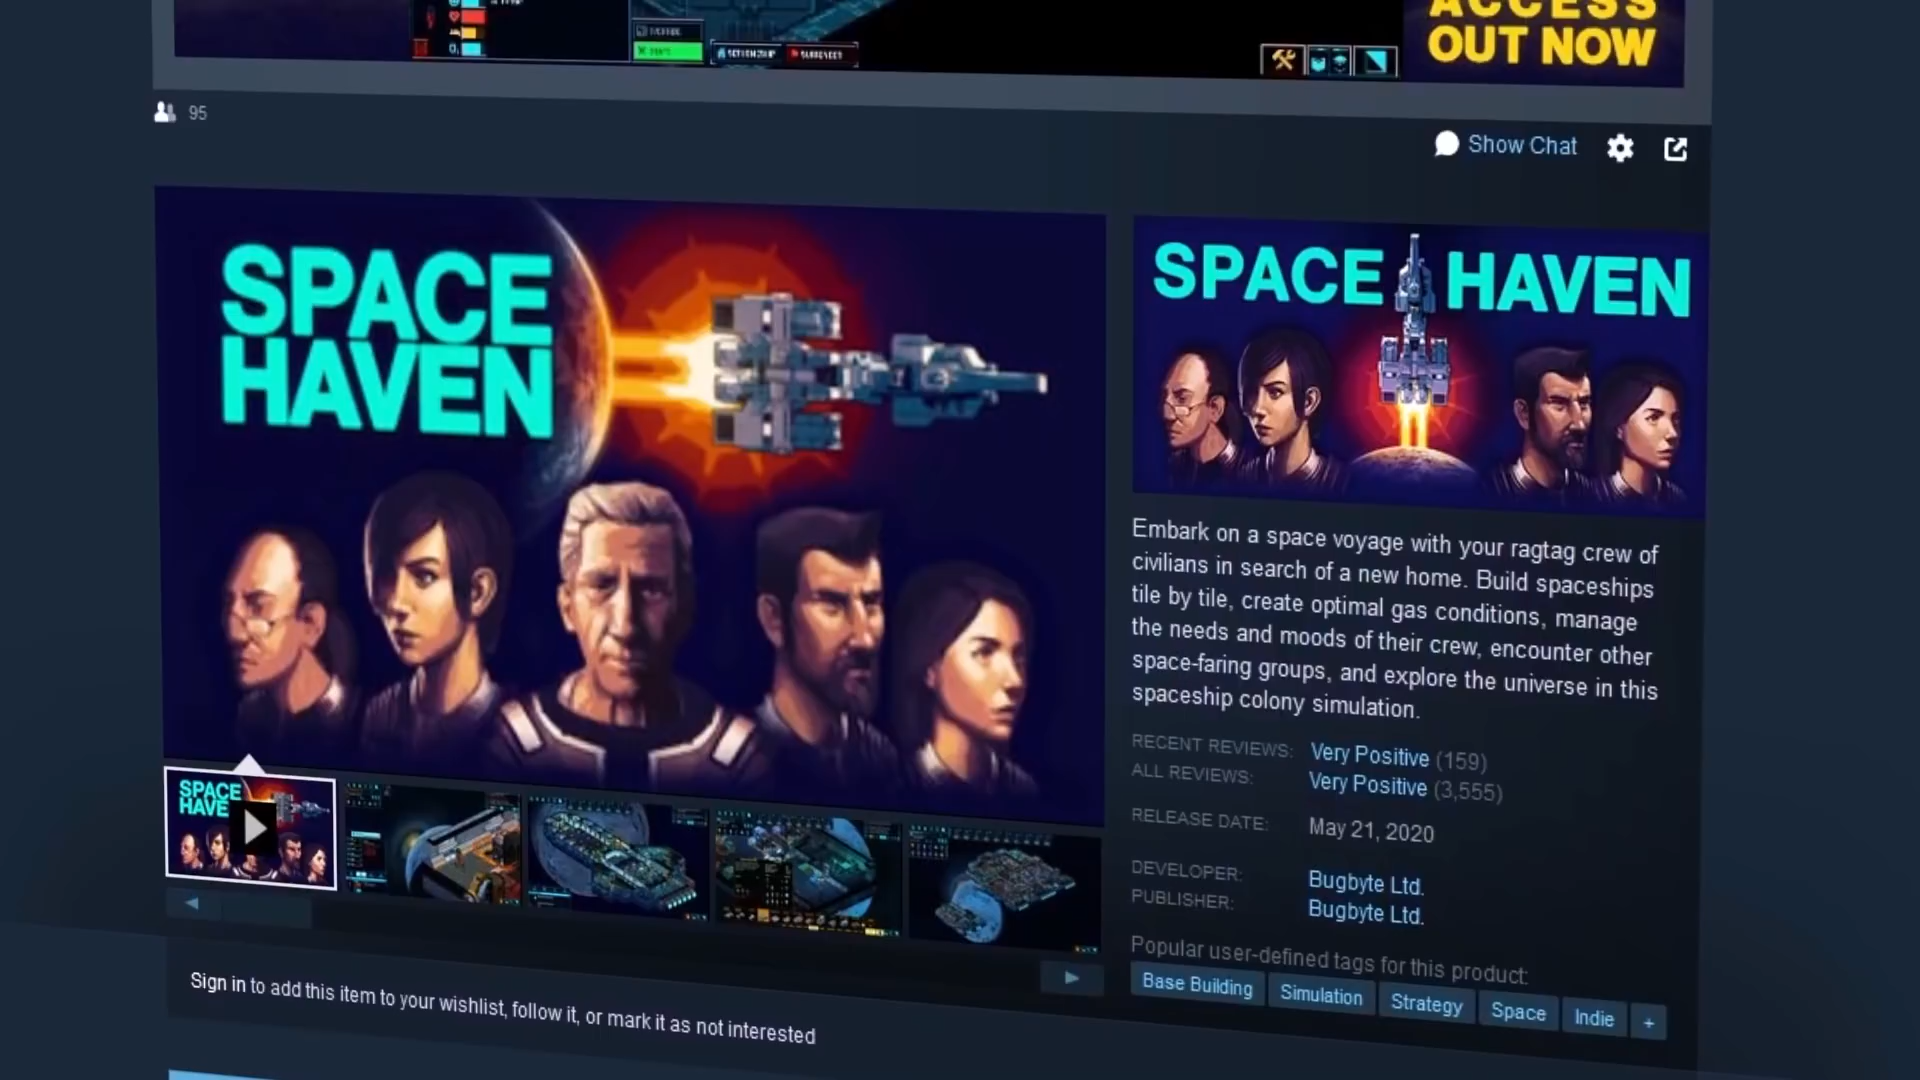 ACCESS
OUT NOW
95
Show Chat
SPACE
HAVEN
SPACE HAVEN
Embark on a space voyage with your ragtag crew of
civilians in search of a new home. Build spaceships
tile by tile, create optimal gas conditions, manage
the needs and moods of their crew, encounter other
space-faring groups, and explore the universe in this
spaceship colony simulation.
RECENT REVIEWS: Very Positive (159)
ALL REVIEWS: Very Positive (3,555)
RELEASE DATE: May 21, 2020
DEVELOPER: Bugbyte Ltd.
PUBLISHER: Bugbyte Ltd.
Popular user-defined tags for this product:
Base Building Simulation Strategy Space Indie +
SPACE
HAVE
Sign in to add this item to your wishlist, follow it, or mark it as not interested